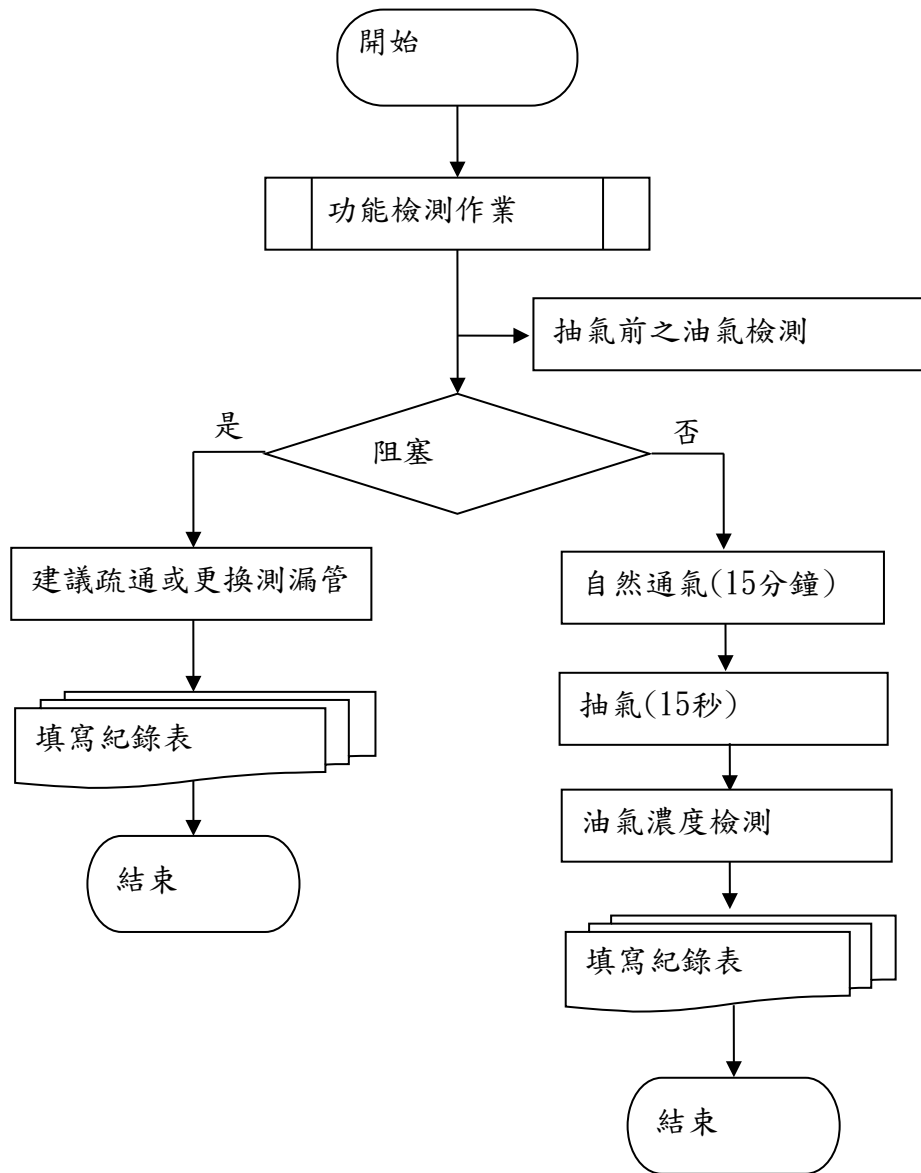 開始
功能檢測作業
抽氣前之油氣檢測
是
阻塞
否
建議疏通或更換測漏管
填寫紀錄表
結束
自然通氣(15分鐘)
抽氣(15秒)
油氣濃度檢測
填寫紀錄表
結束